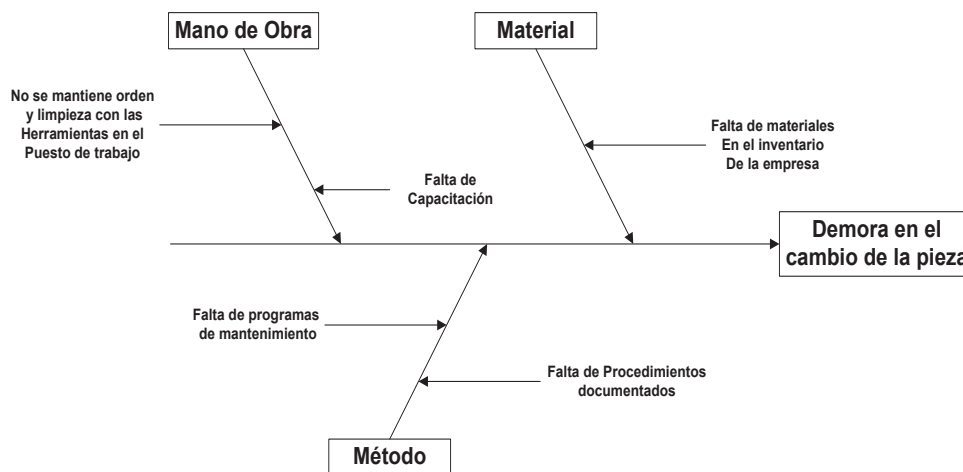 Mano de Obra
Material
No se mantiene orden
y limpieza con las
Herramientas en el
Puesto de trabajo
Falta de materiales
En el inventario
De la empresa
Falta de
Capacitación
Demora en el
cambio de la pieza
Falta de programas
de mantenimiento
Falta de Procedimientos
documentados
Método